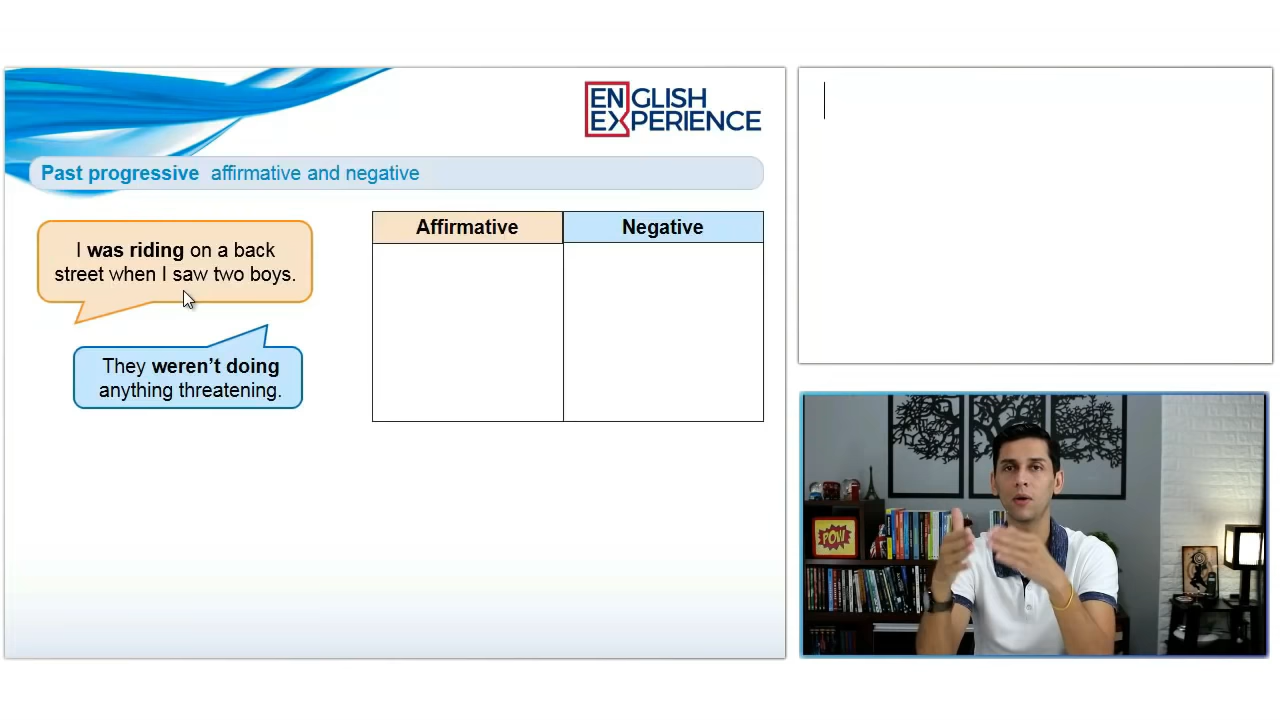 ENGLISH
EXPERIENCE
Past progressive affirmative and negative
I was riding on a back
street when I saw two boys.
They weren't doing
anything threatening.
Affirmative
Negative
POW